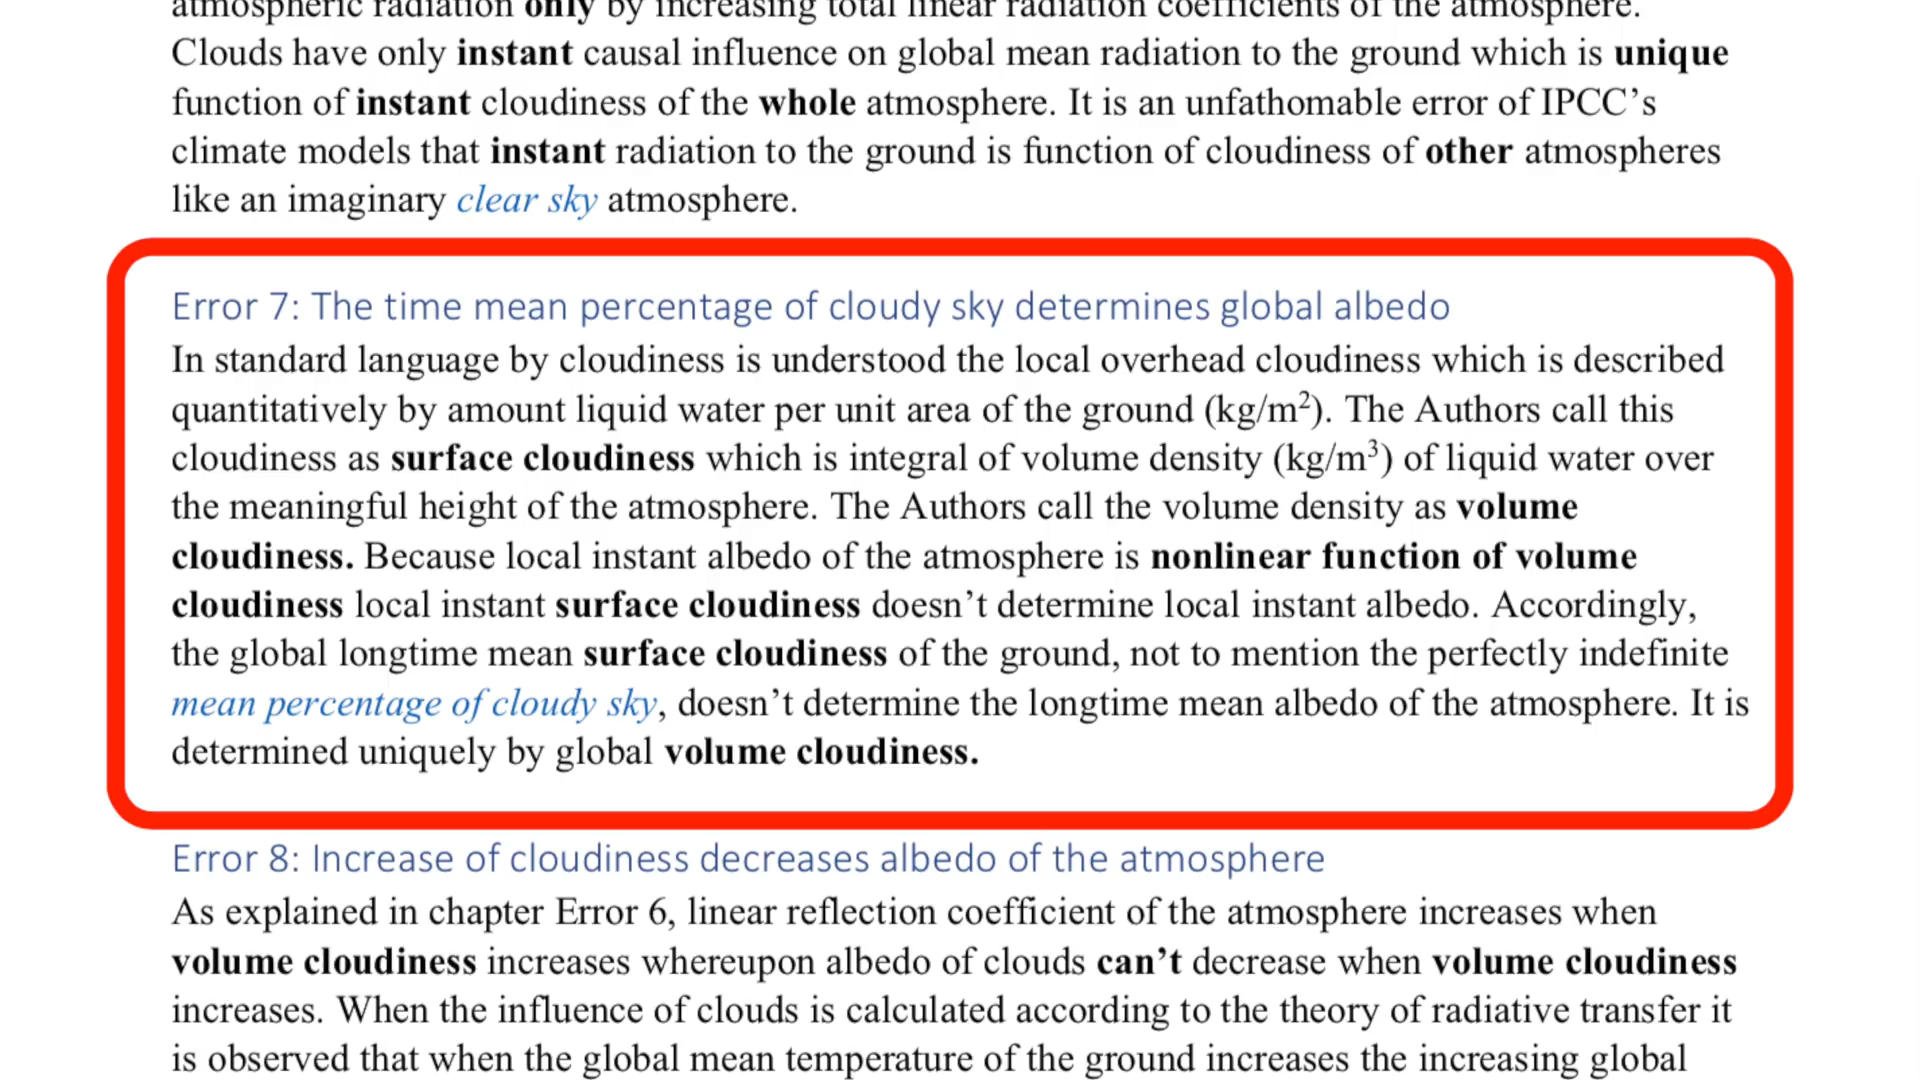 atmospheric radiation only by increasing total linear radiation coefficients of the atmosphere.
Clouds have only instant causal influence on global mean radiation to the ground which is unique
function of instant cloudiness of the whole atmosphere. It is an unfathomable error of IPCC’s
climate models that instant radiation to the ground is function of cloudiness of other atmospheres
like an imaginary clear sky atmosphere.
Error 7: The time mean percentage of cloudy sky determines global albedo
In standard language by cloudiness is understood the local overhead cloudiness which is described
quantitatively by amount liquid water per unit area of the ground (kg/m²). The Authors call this
cloudiness as surface cloudiness which is integral of volume density (kg/m³) of liquid water over
the meaningful height of the atmosphere. The Authors call the volume density as volume
cloudiness. Because local instant albedo of the atmosphere is nonlinear function of volume
cloudiness local instant surface cloudiness doesn’t determine local instant albedo. Accordingly,
the global longtime mean surface cloudiness of the ground, not to mention the perfectly indefinite
mean percentage of cloudy sky, doesn’t determine the longtime mean albedo of the atmosphere. It is
determined uniquely by global volume cloudiness.
Error 8: Increase of cloudiness decreases albedo of the atmosphere
As explained in chapter Error 6, linear reflection coefficient of the atmosphere increases when
volume cloudiness increases whereupon albedo of clouds can’t decrease when volume cloudiness
increases. When the influence of clouds is calculated according to the theory of radiative transfer it
is observed that when the global mean temperature of the ground increases the increasing global